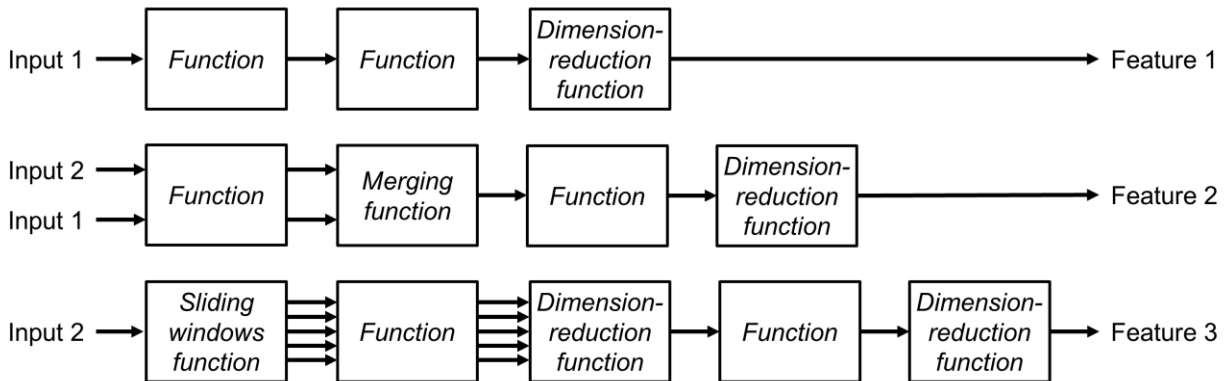 Input 1
Function
Function
Dimension-
reduction
function
Feature 1
Input 2
Input 1
Function
Merging
function
Function
Dimension-
reduction
function
Feature 2
Input 2
Sliding
windows
function
Function
Dimension-
reduction
function
Function
Dimension-
reduction
function
Feature 3